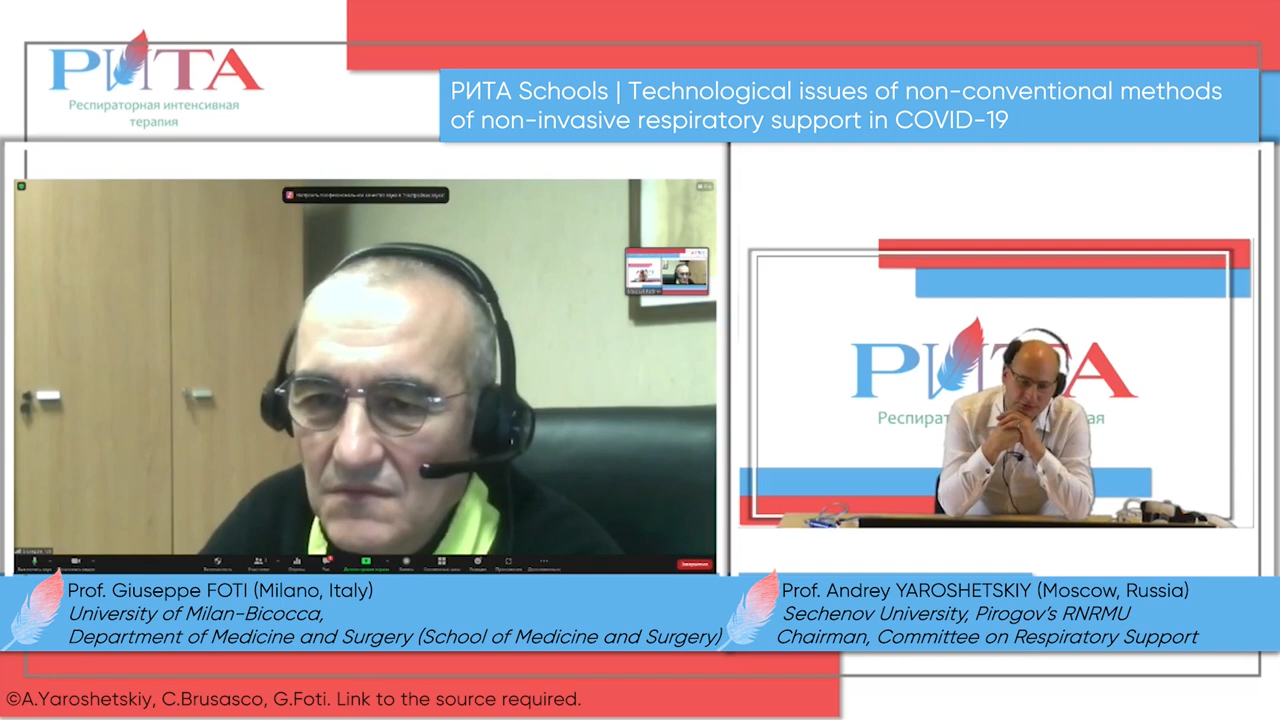 РИТА
Респираторная интенсивная
терапия
РИТА Schools | Technological issues of non-conventional methods
of non-invasive respiratory support in COVID-19
РИТА
Prof. Giuseppe FOTI (Milano, Italy)
University of Milan-Bicocca,
Department of Medicine and Surgery (School of Medicine and Surgery)
Prof. Andrey YAROSHETSKIY (Moscow, Russia)
Sechenov University, Pirogov's RNRMU
Chairman, Committee on Respiratory Support
©A.Yaroshetskiy, C.Brusasco, G.Foti. Link to the source required.